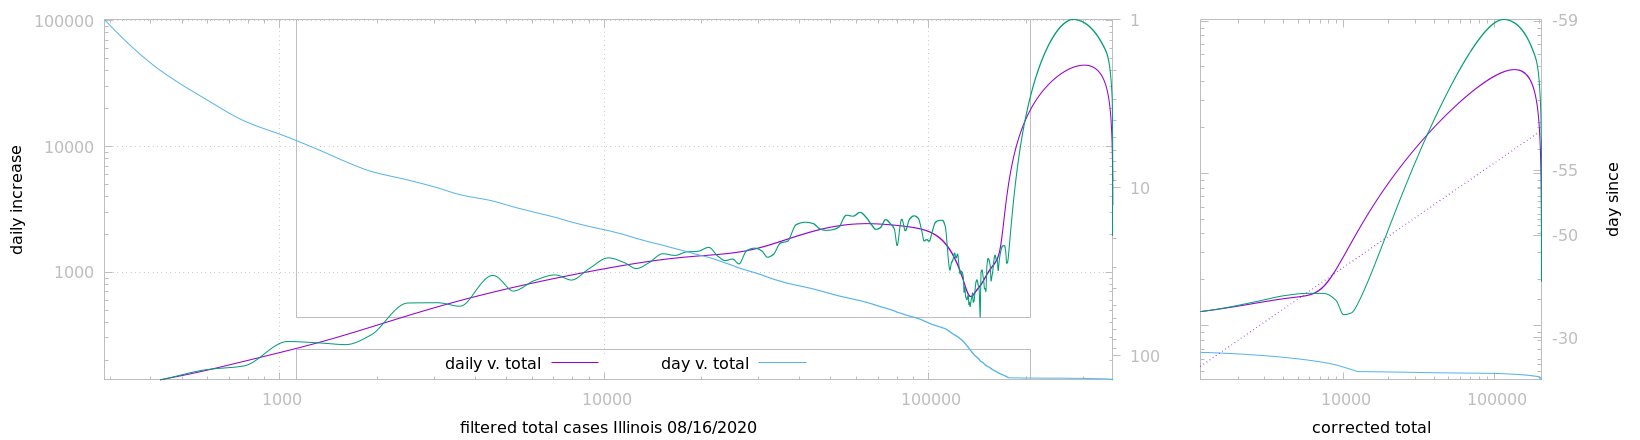 100000
10000
1000
daily increase
1
10
100
daily v. total
day v. total
1000
10000
100000
filtered total cases Illinois 08/16/2020
-59
-55
-50
-30
day since
10000
100000
corrected total